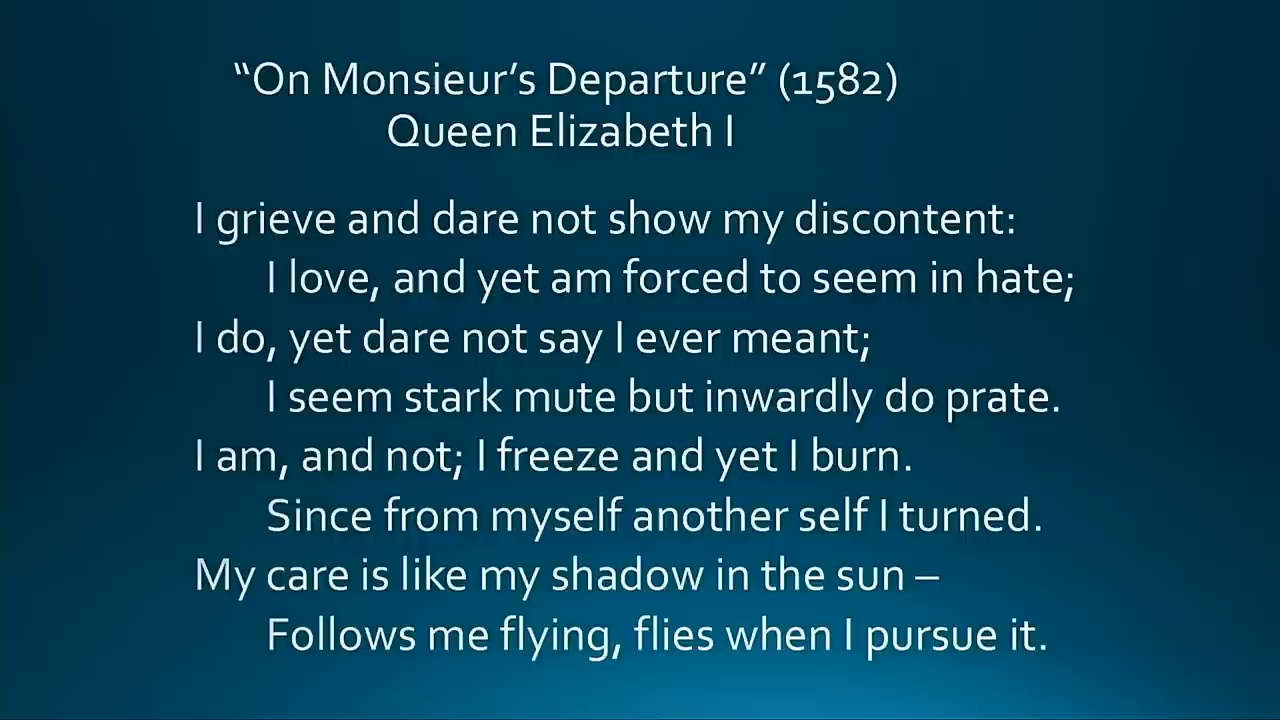 “On Monsieur’s Departure” (1582)
Queen Elizabeth I
I grieve and dare not show my discontent:
I love, and yet am forced to seem in hate;
I do, yet dare not say I ever meant;
I seem stark mute but inwardly do prate.
I am, and not; I freeze and yet I burn.
Since from myself another self I turned.
My care is like my shadow in the sun –
Follows me flying, flies when I pursue it.